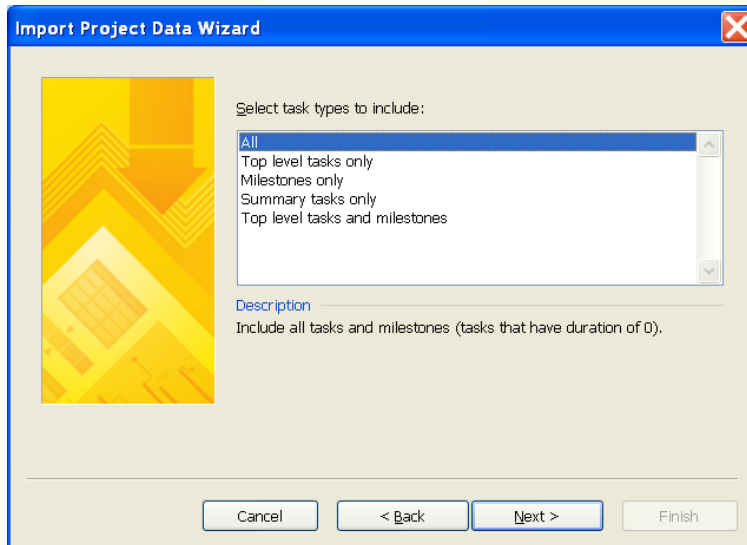 Import Project Data Wizard
Select task types to include:
All
Top level tasks only
Milestones only
Summary tasks only
Top level tasks and milestones
Description
Include all tasks and milestones (tasks that have duration of 0).
Cancel
< Back
Next >
Finish